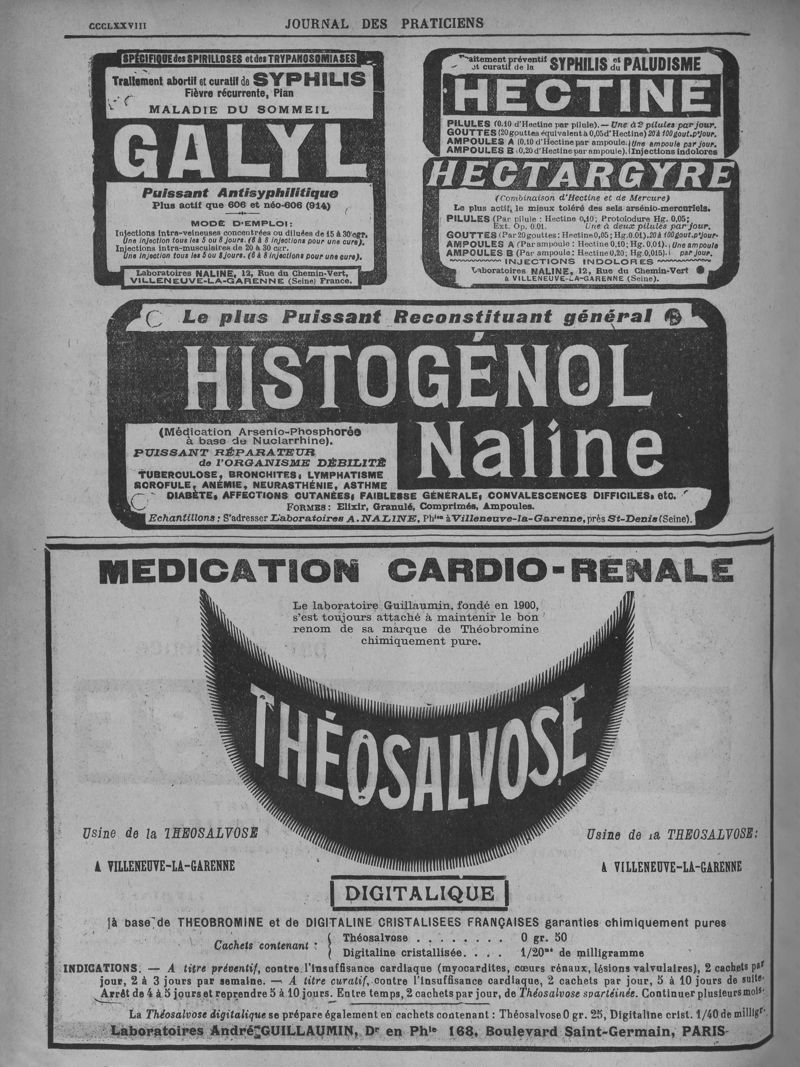 CCCLXXVIII
JOURNAL DES PRATICIENS
SPÉCIFIQUE des SPIRILLOSES et des TRYPANOSOMIASES
Traitement abortif et curatif de SYPHILIS
Fièvre récurrente, Pian
MALADIE DU SOMMEIL
GALYL
Puissant Antisyphilitique
Plus actif que 606 et néo-606 (914)
MODE D'EMPLOI:
Injections intra-veineuses concentrées ou diluées de 15 à 30 cgr.
Une injection tous les 5 ou 8 jours. (6 à 8 injections pour une cure).
Injections intra-musculaires de 20 à 30 cgr.
Une injection tous les 5 ou 8 jours. (6 à 8 injections pour une cure).
Laboratoires NALINE, 12, Rue du Chemin-Vert,
VILLENEUVE-LA-GARENNE (Seine) France.
Traitement préventif SYPHILIS et PALUDISME
et curatif de la du
HECTINE
PILULES (0.10 d'Hectine par pilule). — Une à 2 pilules par jour.
GOUTTES (20 gouttes équivalent à 0,05 d'Hectine) 20 à 100 gout. p'jour.
AMPOULES A (0,10 d'Hectine par ampoule. Une ampoule par jour.
AMPOULES B (0,20 d'Hectine par ampoule). Injections indolores
HECTARGYRE
(Combinaison d'Hectine et de Mercure)
Le plus actif, le mieux toléré des sels arsénio-mercuriels.
PILULES (Par pilule : Hectine 0,10; Protoiodure Hg. 0,05;
Ext. Op. 0.01. Une à deux pilules par jour.
GOUTTES (Par 20 gouttes : Hectine 0,05; Hg. 0.01). 20 à 100 gout. p'jour-
AMPOULES A (Par ampoule : Hectine 0,10; Hg. 0,01). Une ampoule
AMPOULES B (Par ampoule: Hectine 0,20; Hg. 0,015). par jour.
INJECTIONS INDOLORES
Laboratoires NALINE, 12, Rue du Chemin-Vert
à VILLENEUVE-LA-GARENNE (Seine).
Le plus Puissant Reconstituant général
HISTOGÉNOL
Naline
(Médication Arsenio-Phosphorée
à base de Nuclarrhine).
PUISSANT RÉPARATEUR
de l'ORGANISME DÉBILITÉ
TUBERCULOSE, BRONCHITES, LYMPHATISME
SCROFULE, ANÉMIE, NEURASTHÉNIE, ASTHME
DIABÈTE, AFFECTIONS CUTANÉES, FAIBLESSE GÉNÉRALE, CONVALESCENCES DIFFICILES, etc.
FORMES: Elixir, Granulé, Comprimés, Ampoules.
Echantillons : S'adresser Laboratoires A. NALINE, Phien à Villeneuve-la-Garenne, près St-Denis (Seine).
MEDICATION CARDIO-RENALE
Le laboratoire Guillaumin, fondé en 1900,
s'est toujours attaché à maintenir le bon
renom de sa marque de Théobromine
chimiquement pure.
THÉOSALVOSE
Usine de la THEOSALVOSE
A VILLENEUVE-LA-GARENNE
Usine de la THEOSALVOSE:
A VILLENEUVE-LA-GARENNE
DIGITALIQUE
à base de THEOBROMINE et de DIGITALINE CRISTALISEES FRANÇAISES garanties chimiquement pures
Cachets contenant : { Théosalvose . . . . . . . . 0 gr. 50
Digitaline cristallisée. . . . 1/20me de milligramme
INDICATIONS. — A titre préventif, contre l'insuffisance cardiaque (myocardites, cœurs rénaux, lésions valvulaires), 2 cachets par
jour, 2 à 3 jours par semaine. — A titre curatif, contre l'insuffisance cardiaque, 2 cachets par jour, 5 à 10 jours de suite.
Arrêt de 4 à 5 jours et reprendre 5 à 10 jours. Entre temps, 2 cachets par jour, de Théosalvose spartéinée. Continuer plusieurs mois.
La Théosalvose digitalique se prépare également en cachets contenant : Théosalvose 0 gr. 25, Digitaline crist. 1/40 de milligr.
Laboratoires André GUILLAUMIN, Dr en Phie 168, Boulevard Saint-Germain, PARIS